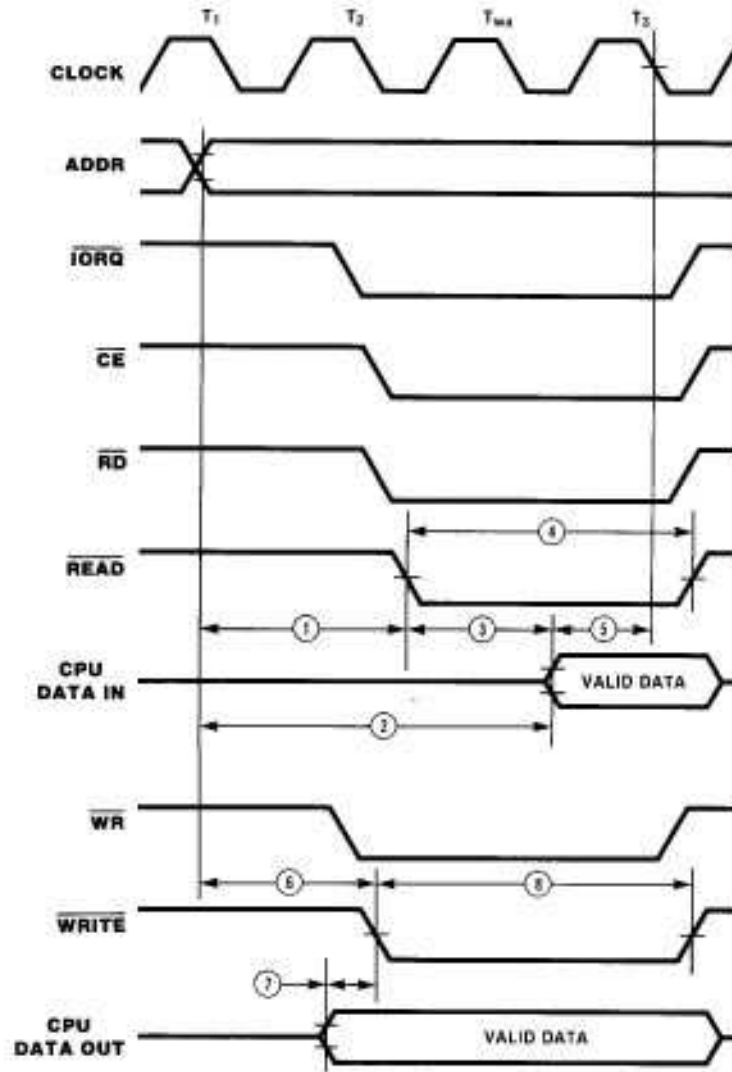 T1 T2 Twa T3
CLOCK
ADDR
IORQ
CE
RD
4
READ
1 3 5
CPU
DATA IN
VALID DATA
2
WR
6 8
WRITE
7
CPU
DATA OUT
VALID DATA